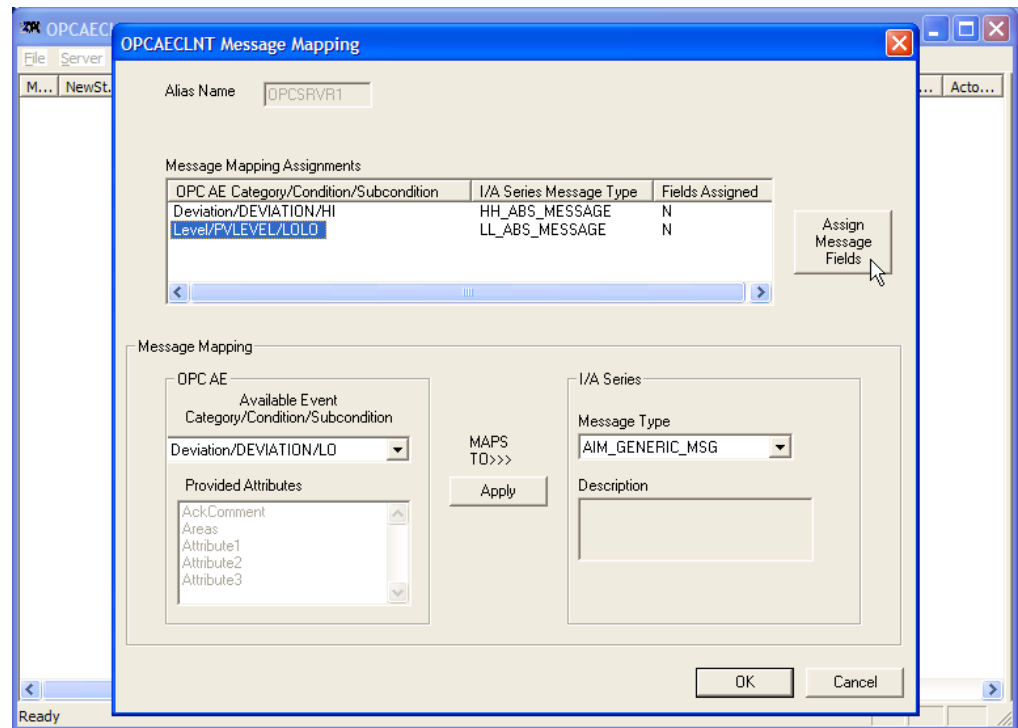 OPCAECL
OPCAECLNT Message Mapping
File Server
M... NewSt. ... Acto...
Alias Name OPCSRVR1
Message Mapping Assignments
OPC AE Category/Condition/Subcondition I/A Series Message Type Fields Assigned
Deviation/DEVIATION/HI HH_ABS_MESSAGE N
Level/PVLEVEL/LOLO LL_ABS_MESSAGE N
Assign
Message
Fields
Message Mapping
OPC AE
Available Event
Category/Condition/Subcondition
Deviation/DEVIATION/LO
Provided Attributes
AckComment
Areas
Attribute1
Attribute2
Attribute3
MAPS
TO>>>
Apply
I/A Series
Message Type
AIM_GENERIC_MSG
Description
OK Cancel
Ready